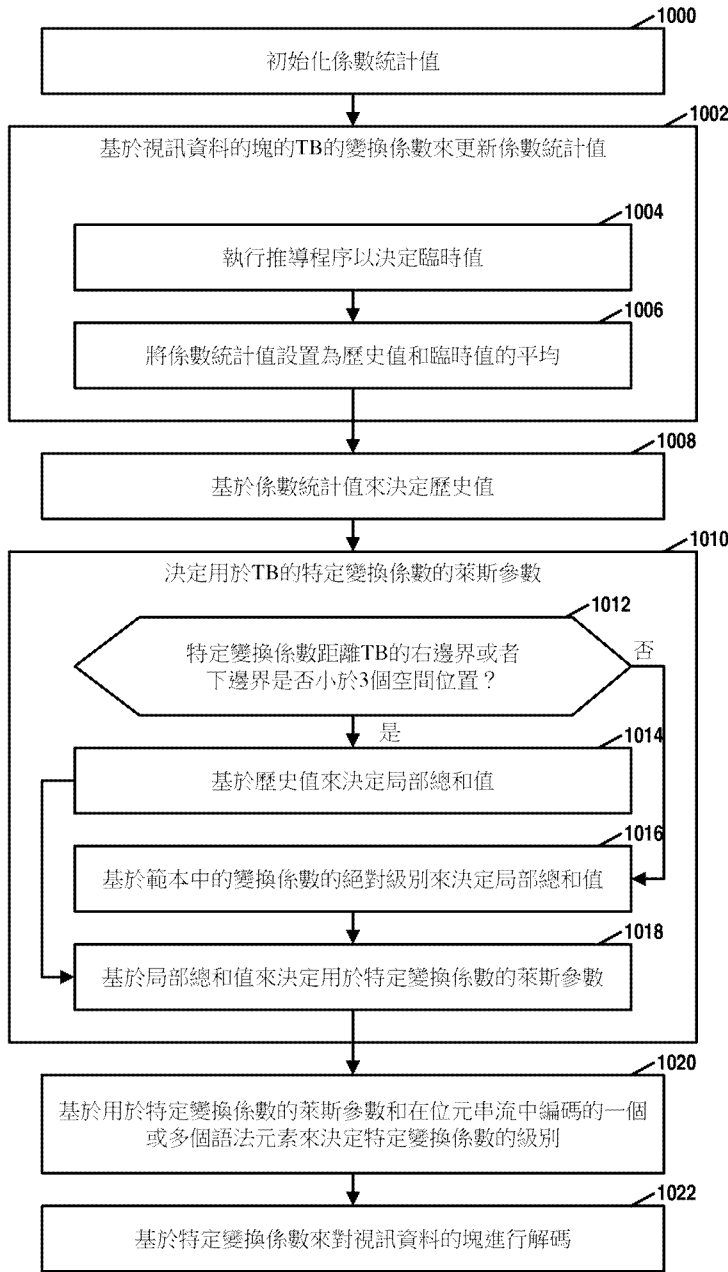 1000
初始化係數統計值
1002
基於視訊資料的塊的TB的變換係數來更新係數統計值
1004
執行推導程序以決定臨時值
1006
將係數統計值設置為歷史值和臨時值的平均
1008
基於係數統計值來決定歷史值
1010
決定用於TB的特定變換係數的萊斯參數
1012
特定變換係數距離TB的右邊界或者
下邊界是否小於3個空間位置？
否
是
1014
基於歷史值來決定局部總和值
1016
基於範本中的變換係數的絕對級別來決定局部總和值
1018
基於局部總和值來決定用於特定變換係數的萊斯參數
1020
基於用於特定變換係數的萊斯參數和在位元串流中編碼的一個
或多個語法元素來決定特定變換係數的級別
1022
基於特定變換係數來對視訊資料的塊進行解碼